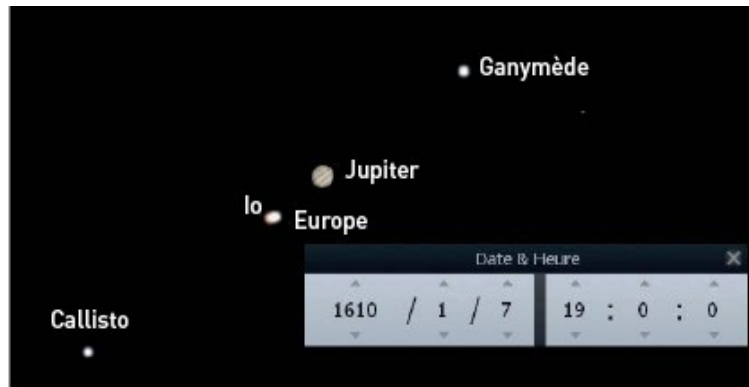 Ganymède
Jupiter
Io
Europe
Date & Heure
1610 / 1 / 7 19 : 0 : 0
Callisto